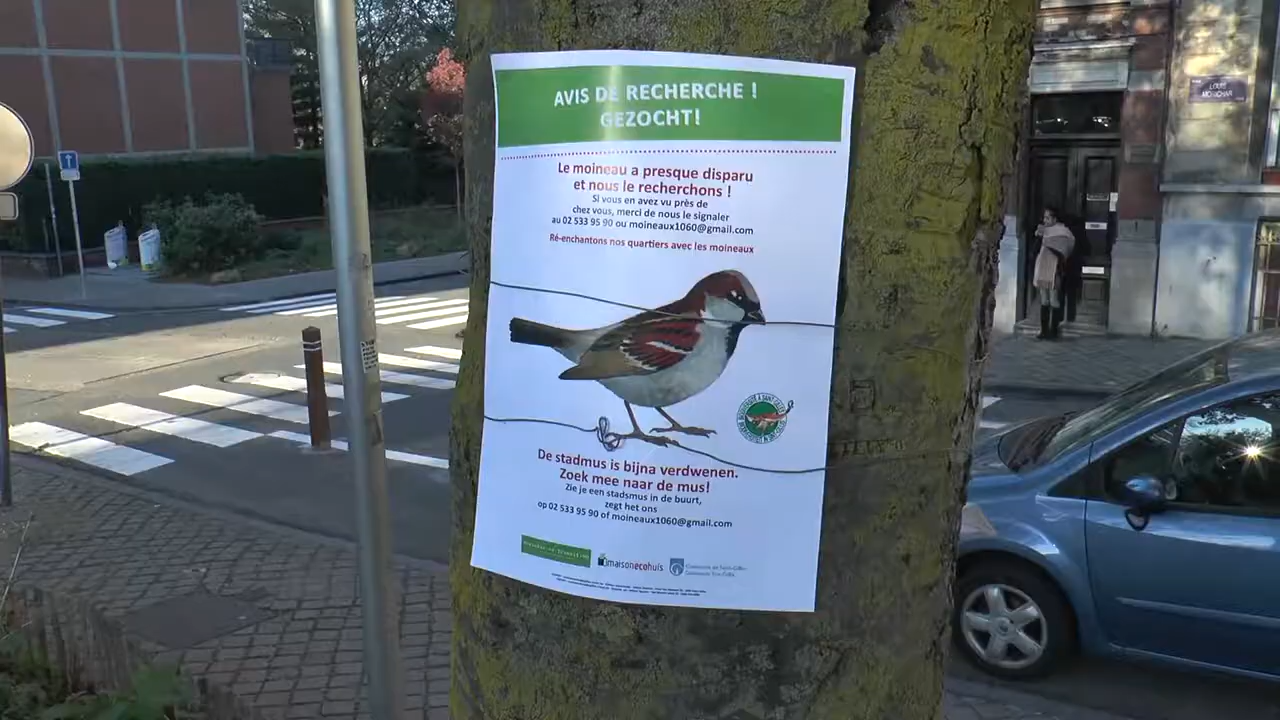 AVIS DE RECHERCHE !
GEZOCHT!
Le moineau a presque disparu
et nous le recherchons !
Si vous en avez vu près de
chez vous, merci de nous le signaler
au 02 533 95 90 ou moineaux1060@gmail.com
Ré-enchantons nos quartiers avec les moineaux
De stadmus is bijna verdwenen.
Zoek mee naar de mus!
Zie je een stadsmus in de buurt,
zegt het ons
op 02 533 95 90 of moineaux1060@gmail.com
maisonecohuis
LOUIS
MORICHAR